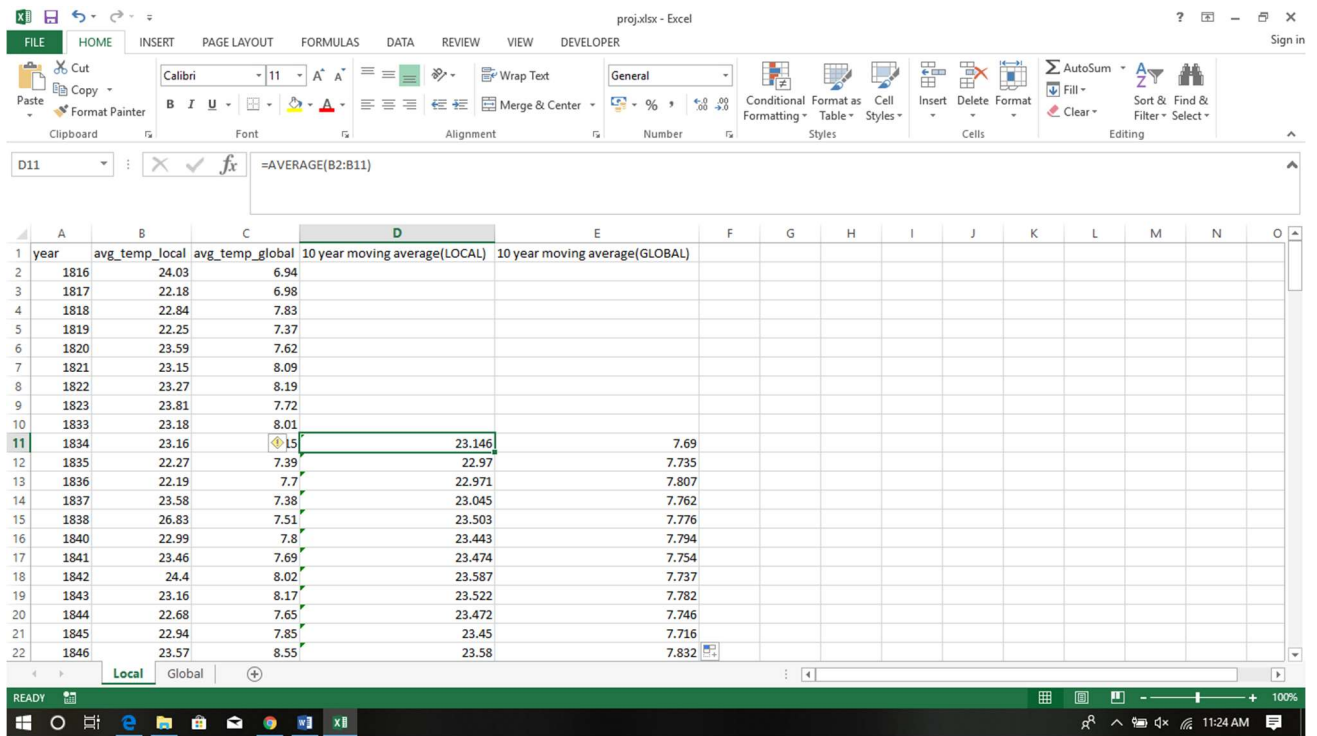 proj.xlsx - Excel
FILE HOME INSERT PAGE LAYOUT FORMULAS DATA REVIEW VIEW DEVELOPER Sign in
Paste
Cut
Copy
Format Painter
Clipboard
Calibri 11
B I U
Font
Wrap Text
Merge & Center
Alignment
General
Number
Conditional Formatting
Format as Table
Cell Styles
Styles
Insert Delete Format
Cells
AutoSum
Fill
Clear
Sort & Filter
Find & Select
Editing
D11 fx =AVERAGE(B2:B11)
A B C D E F G H I J K L M N O
1 year avg_temp_local avg_temp_global 10 year moving average(LOCAL) 10 year moving average(GLOBAL)
2 1816 24.03 6.94
3 1817 22.18 6.98
4 1818 22.84 7.83
5 1819 22.25 7.37
6 1820 23.59 7.62
7 1821 23.15 8.09
8 1822 23.27 8.19
9 1823 23.81 7.72
10 1833 23.18 8.01
11 1834 23.16 15 23.146 7.69
12 1835 22.27 7.39 22.97 7.735
13 1836 22.19 7.7 22.971 7.807
14 1837 23.58 7.38 23.045 7.762
15 1838 26.83 7.51 23.503 7.776
16 1840 22.99 7.8 23.443 7.794
17 1841 23.46 7.69 23.474 7.754
18 1842 24.4 8.02 23.587 7.737
19 1843 23.16 8.17 23.522 7.782
20 1844 22.68 7.65 23.472 7.746
21 1845 22.94 7.85 23.45 7.716
22 1846 23.57 8.55 23.58 7.832
Local Global
READY 100%
11:24 AM